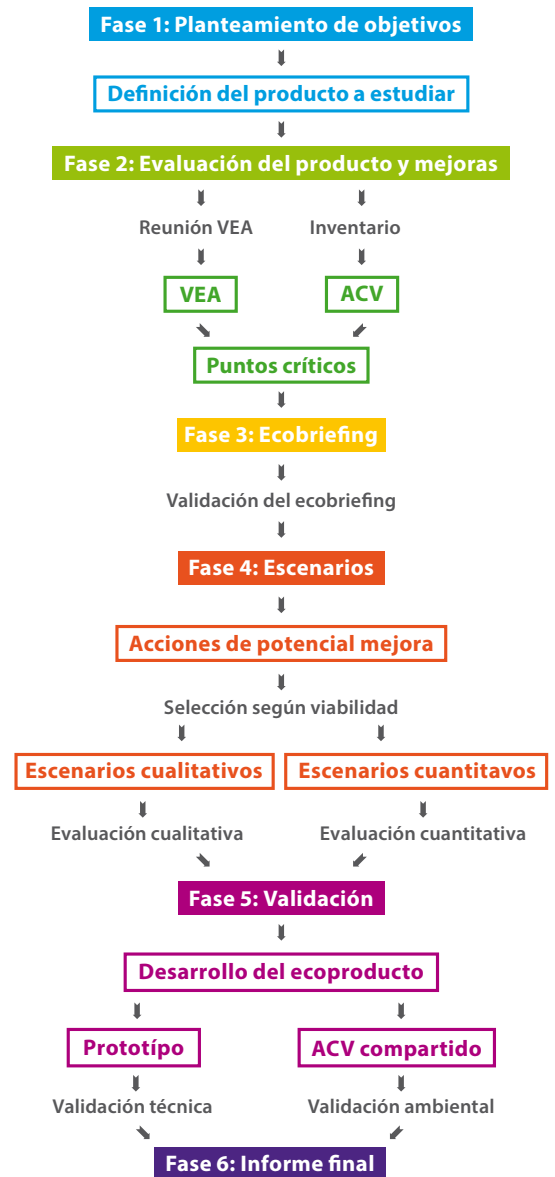 Fase 1: Planteamiento de objetivos
Definición del producto a estudiar
Fase 2: Evaluación del producto y mejoras
Reunión VEA
Inventario
VEA
ACV
Puntos críticos
Fase 3: Ecobriefing
Validación del ecobriefing
Fase 4: Escenarios
Acciones de potencial mejora
Selección según viabilidad
Escenarios cualitativos
Escenarios cuantitavos
Evaluación cualitativa
Evaluación cuantitativa
Fase 5: Validación
Desarrollo del ecoproducto
Prototípo
ACV compartido
Validación técnica
Validación ambiental
Fase 6: Informe final